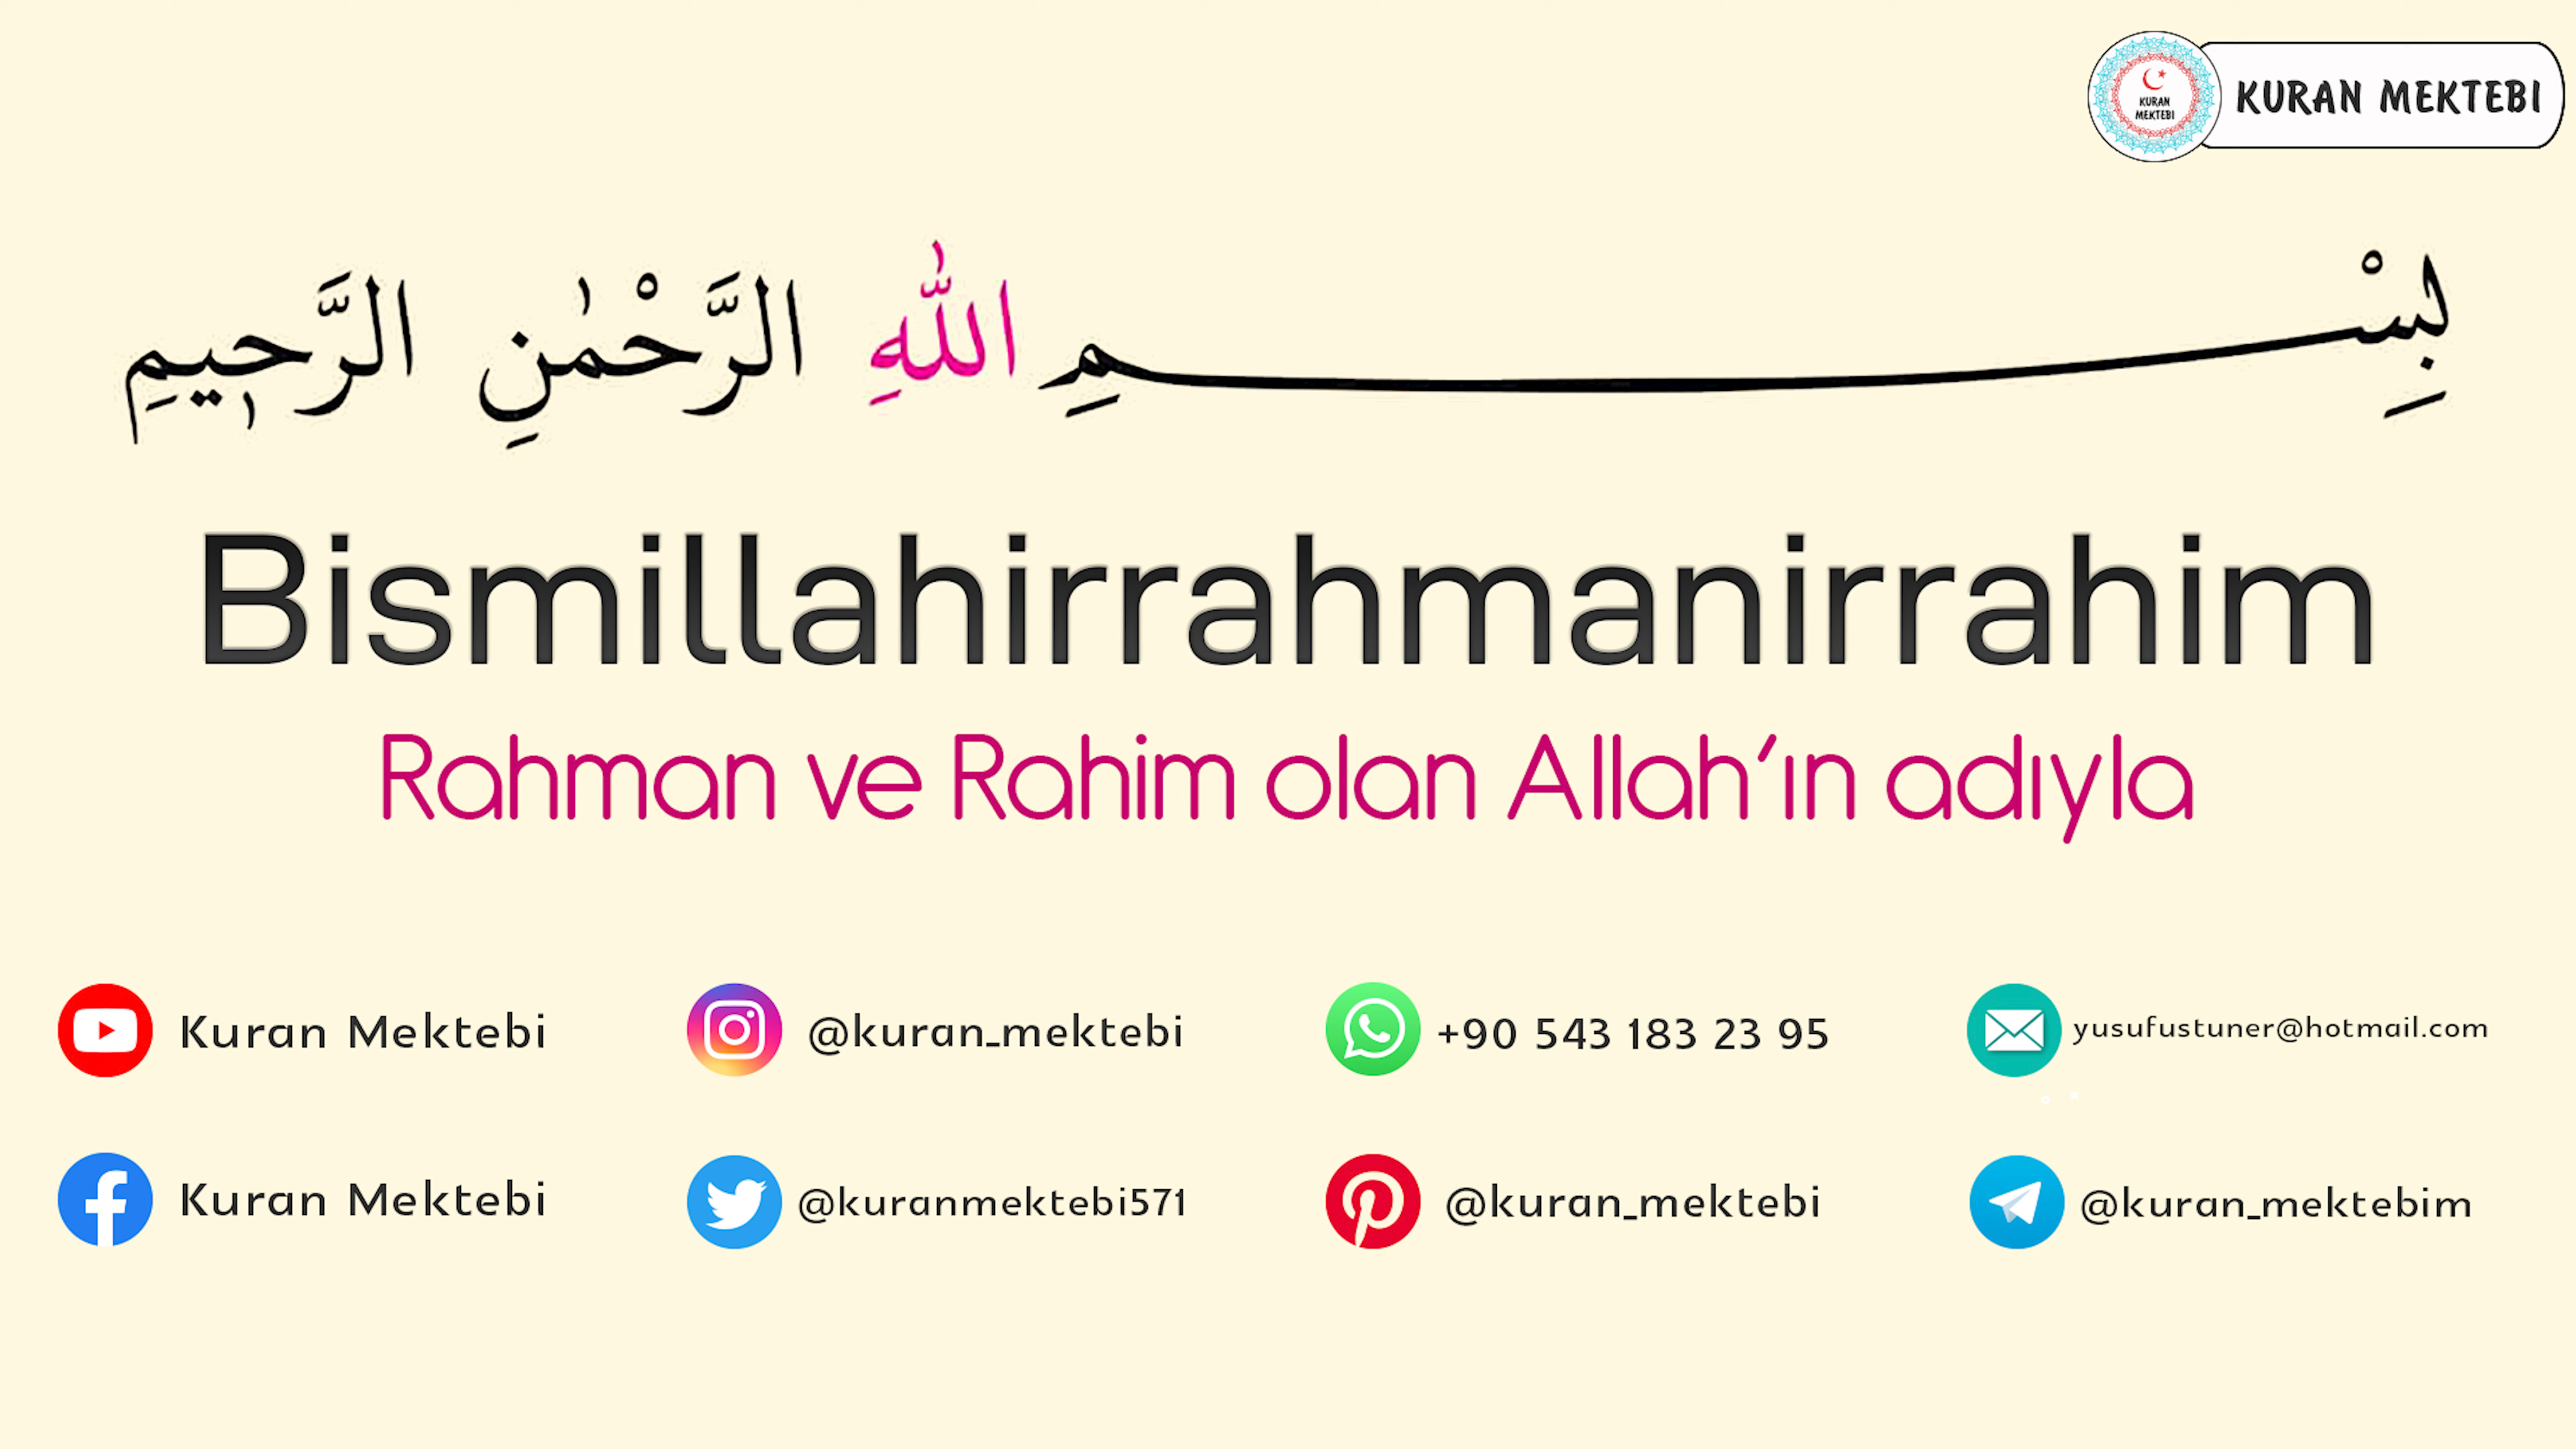 KURAN MEKTEBI
KURAN
MEKTEBI
بِسْمِ اللّٰهِ الرَّحْمٰنِ الرَّحٖيمِ
Bismillahirrahmanirrahim
Rahman ve Rahim olan Allah'ın adıyla
Kuran Mektebi @kuran_mektebi +90 543 183 23 95 yusufustuner@hotmail.com
Kuran Mektebi @kuranmektebi571 @kuran_mektebi @kuran_mektebim